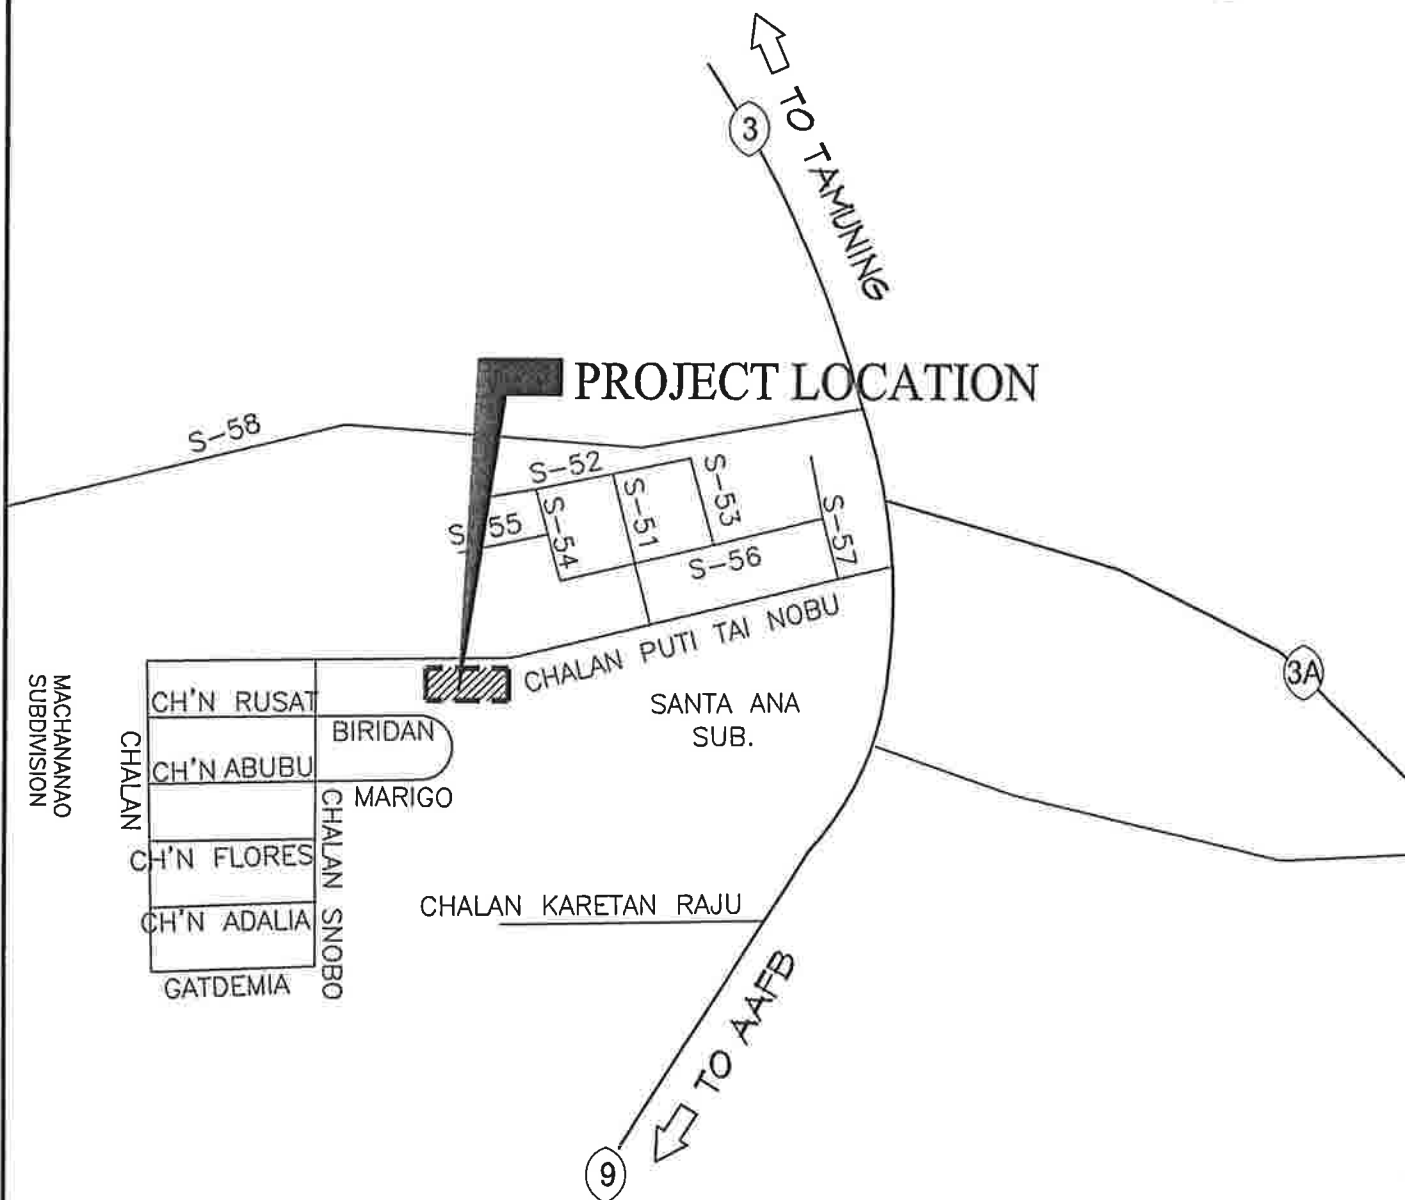 3
TO TAMUNING
PROJECT LOCATION
S-58
S-52
S-53
S-51
S-54
S-55
S-57
S-56
CHALAN PUTI TAI NOBU
3A
MACHANANAO
SUBDIVISION
CH'N RUSAT
SANTA ANA
SUB.
BIRIDAN
CHALAN
CH'N ABUBU
MARIGO
CHALAN SNOBO
CH'N FLORES
CHALAN KARETAN RAJU
CH'N ADALIA
GATDEMIA
TO AAFB
9